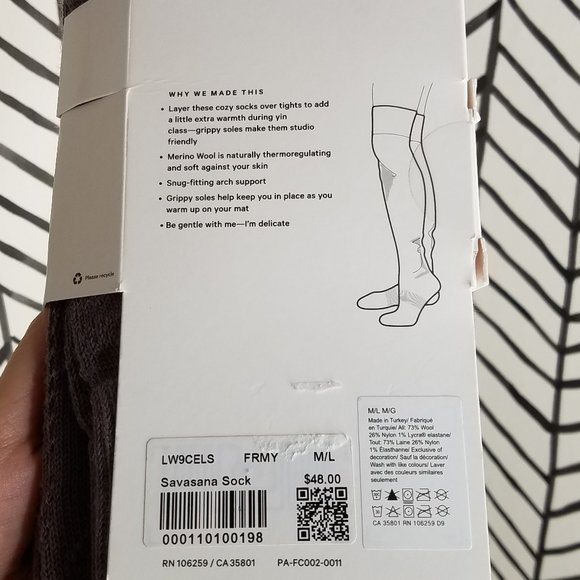 WHY WE MADE THIS
• Layer these cozy socks over tights to add
a little extra warmth during yin
class—grippy soles make them studio
friendly
• Merino Wool is naturally thermoregulating
and soft against your skin
• Snug-fitting arch support
• Grippy soles help keep you in place as you
warm up on your mat
• Be gentle with me—I'm delicate
Please recycle
LW9CELS FRMY M/L
Savasana Sock $48.00
000110100198
RN 106259 / CA 35801 PA-FC002-0011
M/L M/G
Made in Turkey/ Fabriqué
en Turquie/ All: 73% Wool
26% Nylon 1% Lycra® elastane/
Tout: 73% Laine 26% Nylon
1% Élasthanne/ Exclusive of
decoration/ Sauf la décoration/
Wash with like colours/ Laver
avec des couleurs similaires
seulement
CA 35801 RN 106259 D9